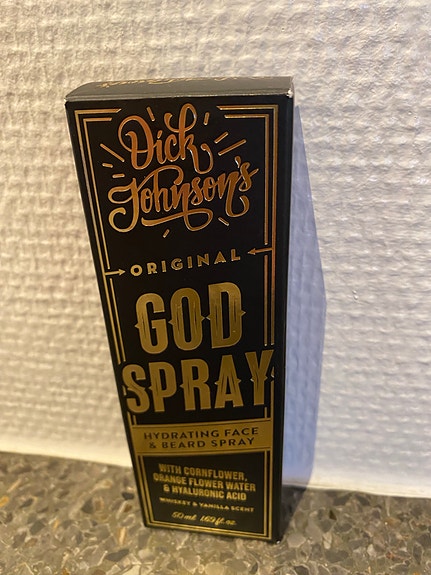 Dick
Johnson's
ORIGINAL
GOD
SPRAY
HYDRATING FACE
& BEARD SPRAY
WITH CORNFLOWER,
ORANGE FLOWER WATER
& HYALURONIC ACID
WHISKEY & VANILLA SCENT
50 ml 1.69 fl. oz.